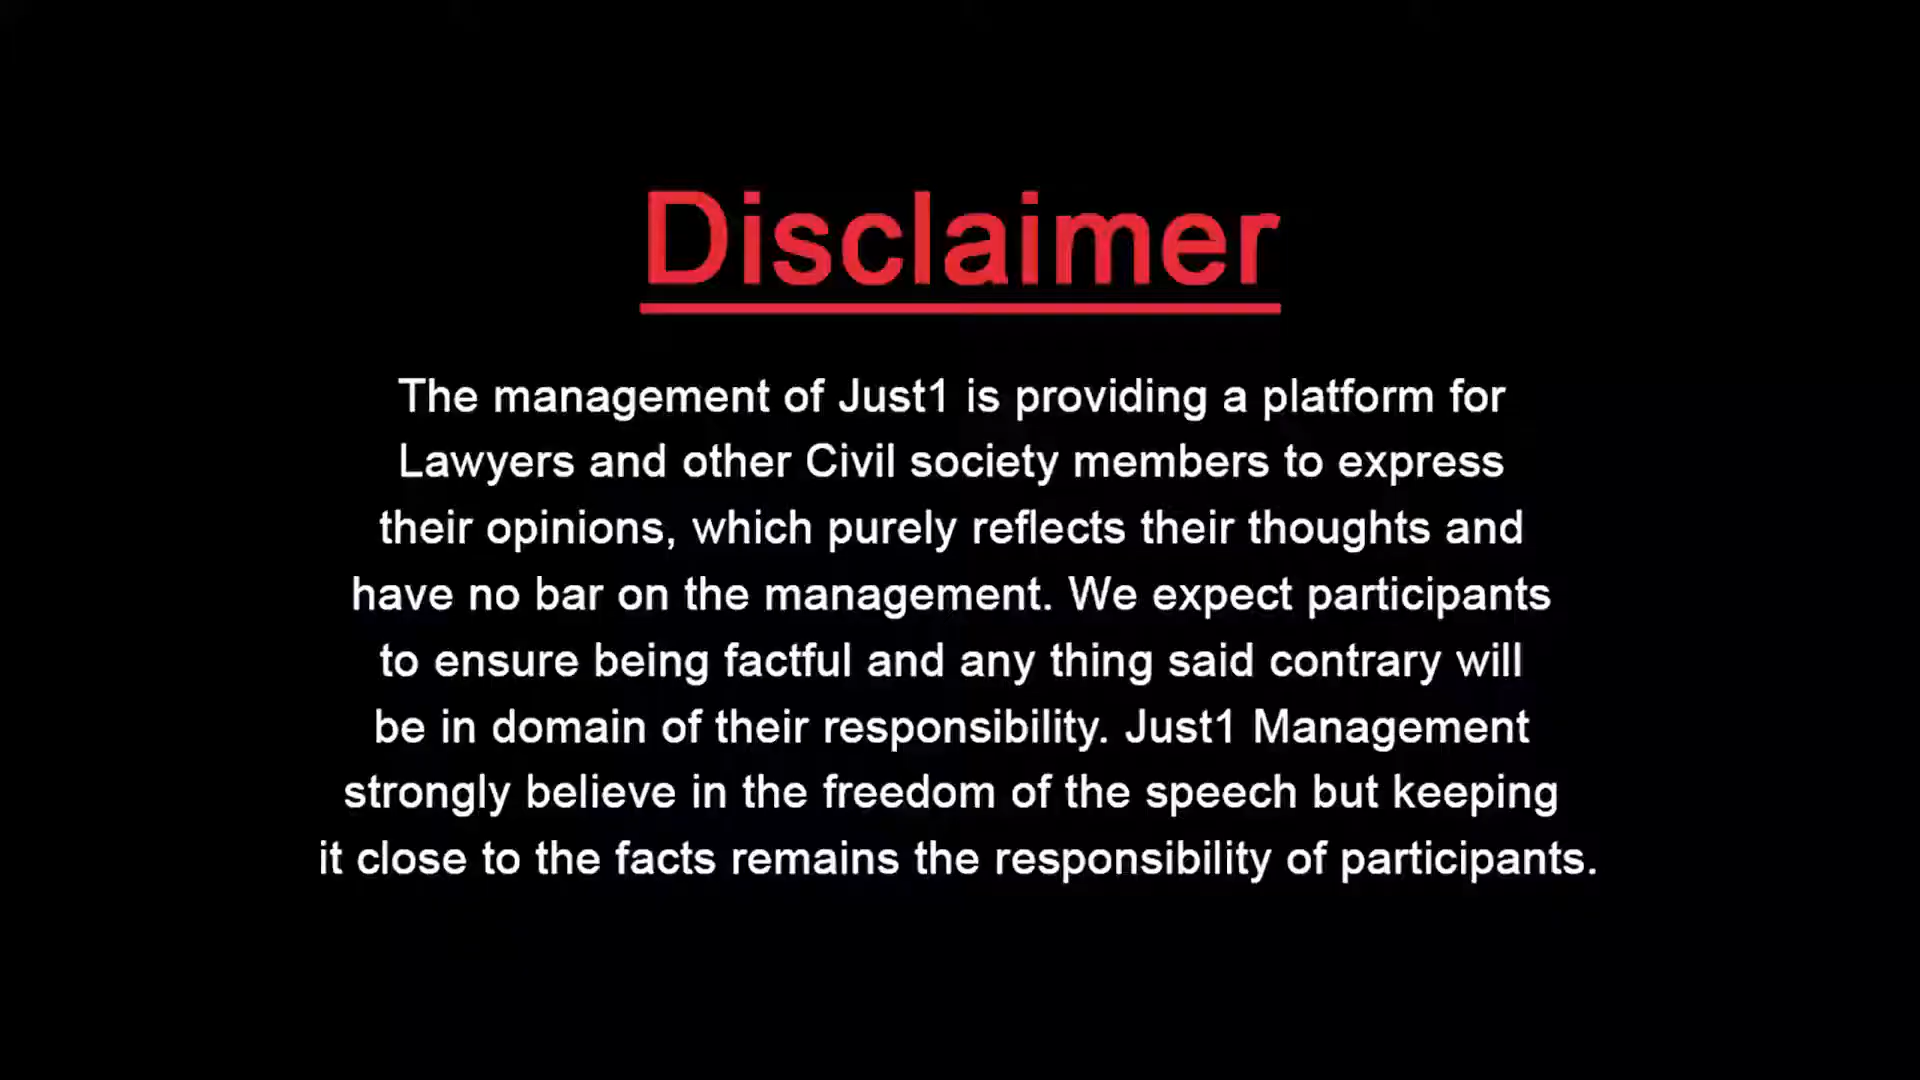 Disclaimer
The management of Just1 is providing a platform for
Lawyers and other Civil society members to express
their opinions, which purely reflects their thoughts and
have no bar on the management. We expect participants
to ensure being factful and any thing said contrary will
be in domain of their responsibility. Just1 Management
strongly believe in the freedom of the speech but keeping
it close to the facts remains the responsibility of participants.